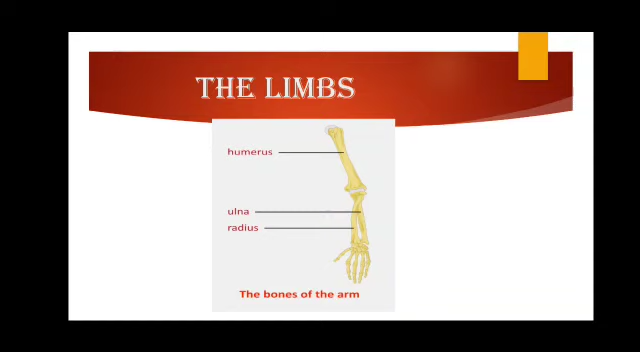 THE LIMBS
humerus
ulna
radius
The bones of the arm